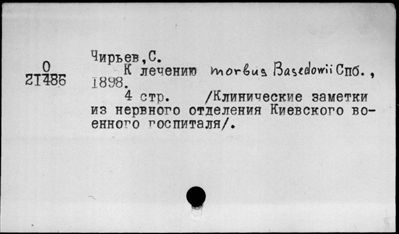 Чирьев,С.
О
21486
К лечению morbus Basedowii Спб.,
1898.
4 стр. /Клинические заметки
из нервного отделения Киевского во-
енного госпиталя/.